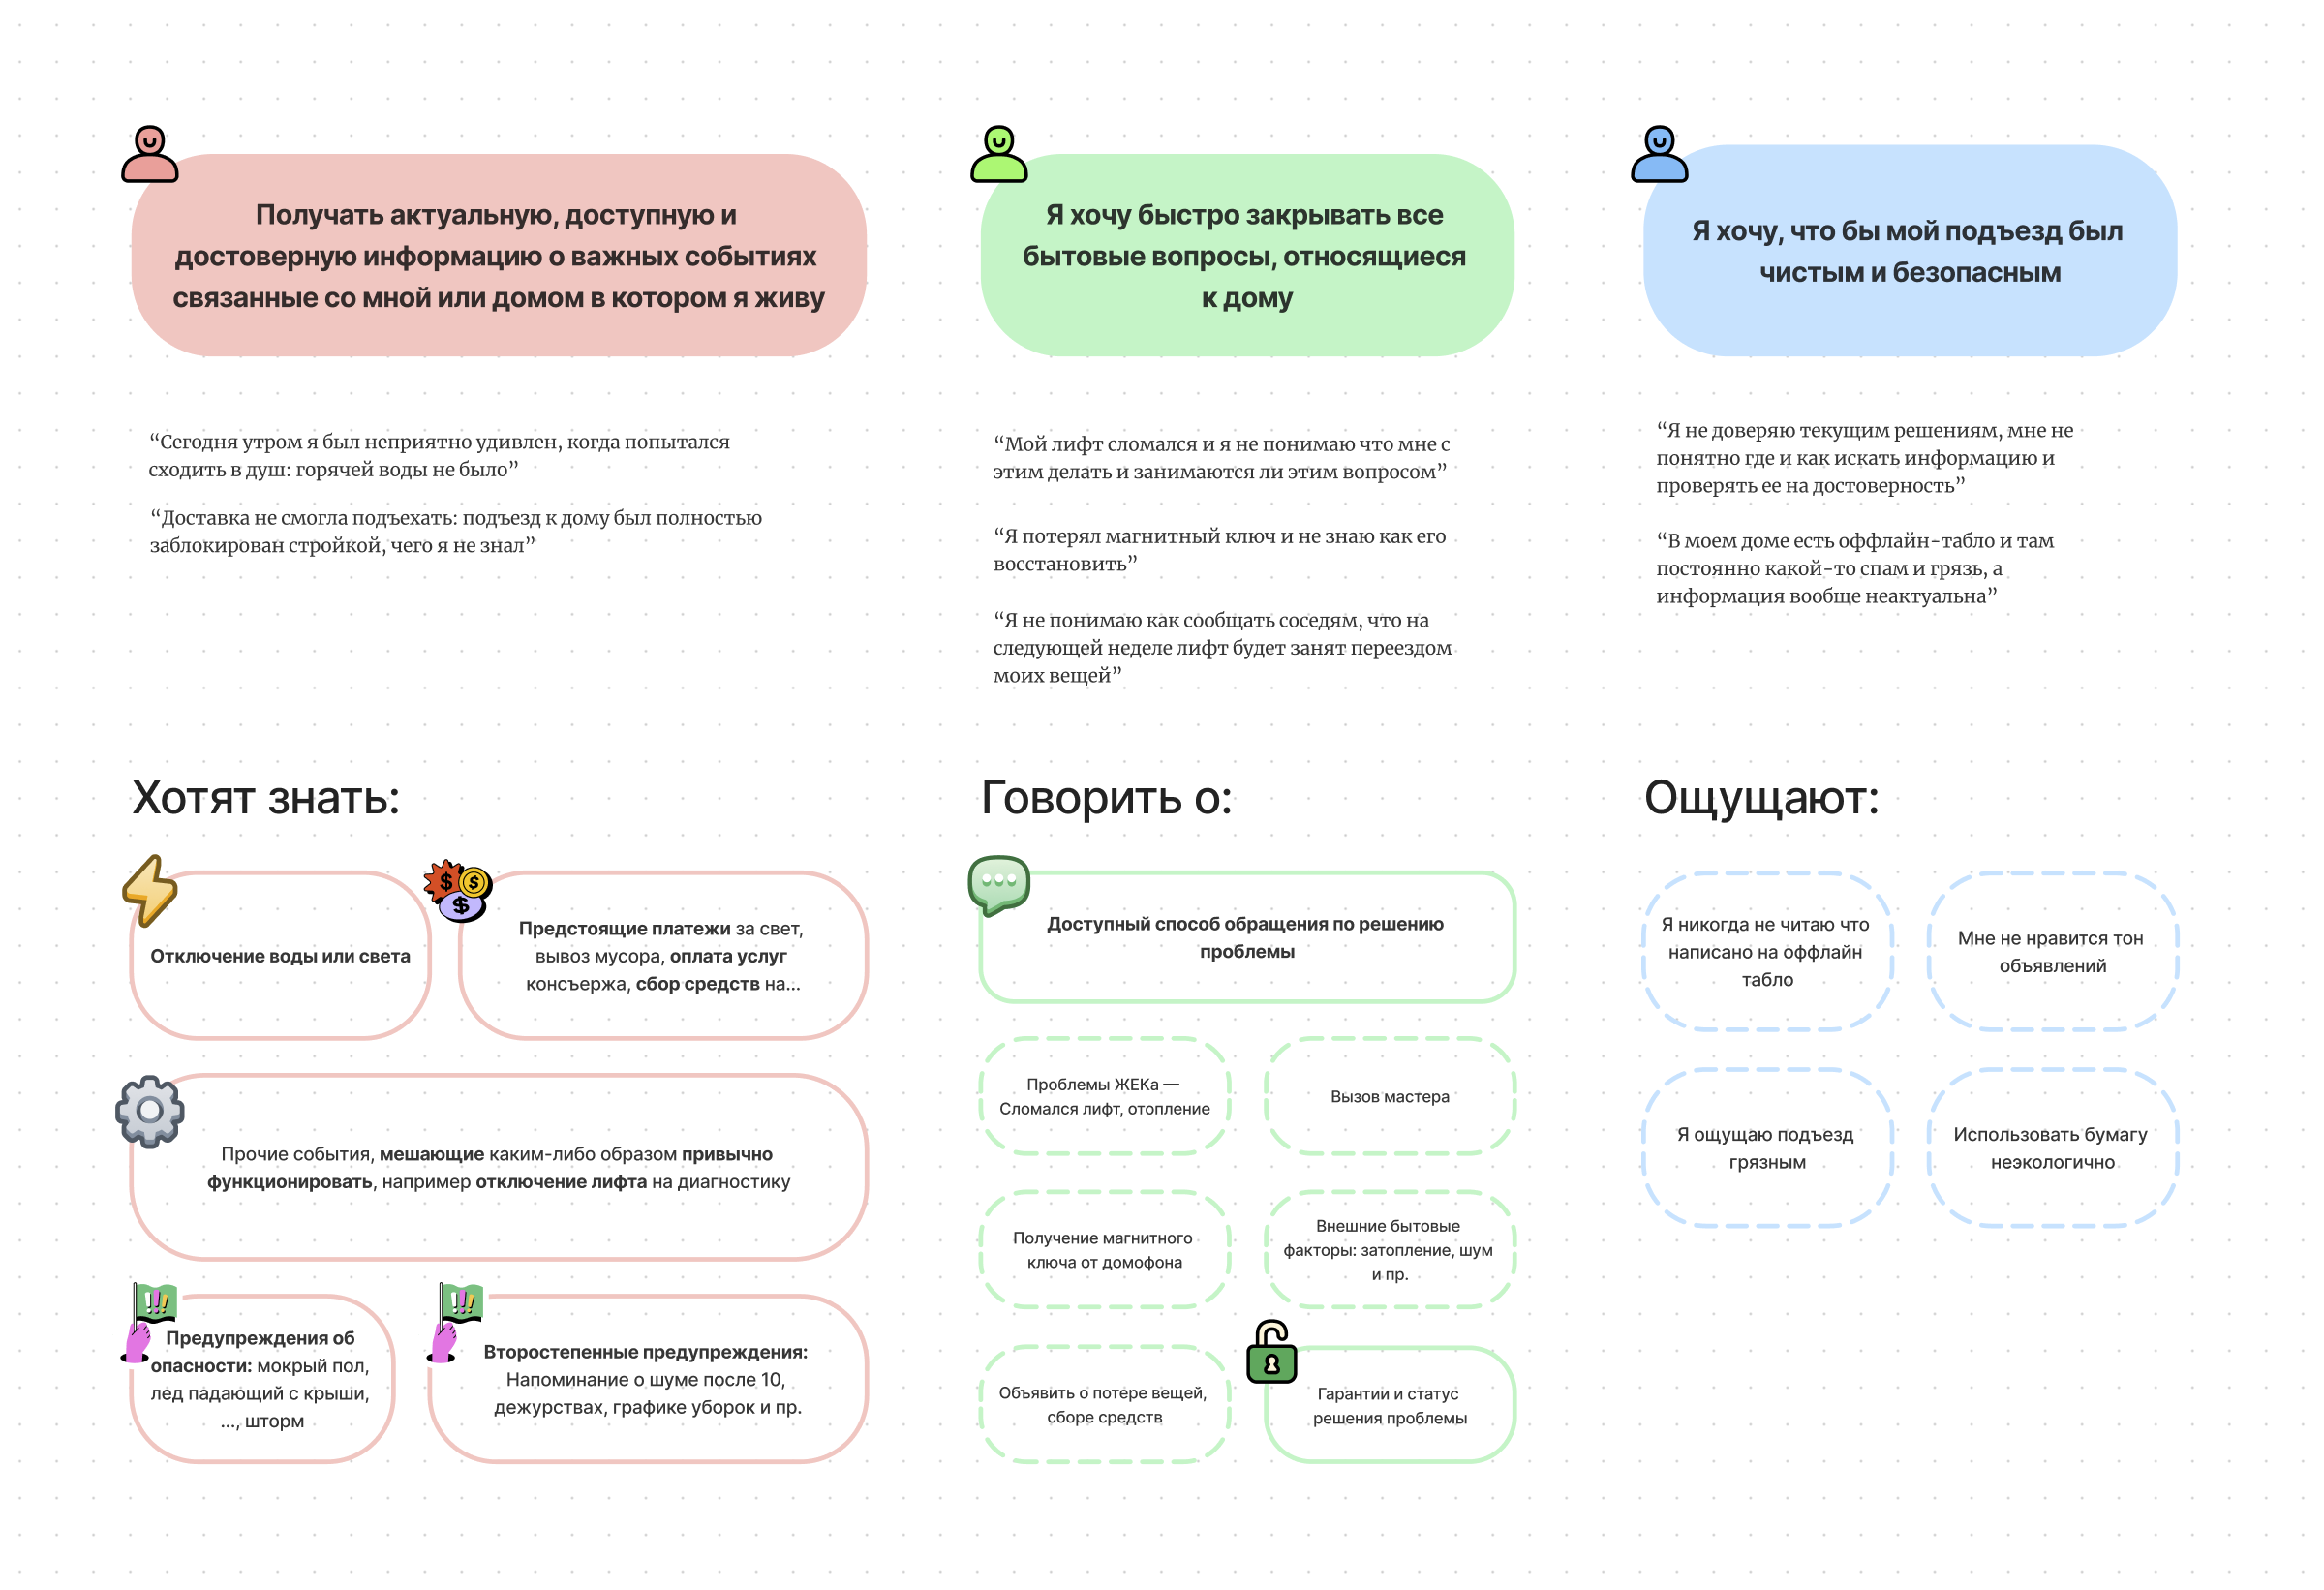 Получать актуальную, доступную и
достоверную информацию о важных событиях
связанные со мной или домом в котором я живу
“Сегодня утром я был неприятно удивлен, когда попытался
сходить в душ: горячей воды не было”
“Доставка не смогла подъехать: подъезд к дому был полностью
заблокирован стройкой, чего я не знал”
Я хочу быстро закрывать все
бытовые вопросы, относящиеся
к дому
“Мой лифт сломался и я не понимаю что мне с
этим делать и занимаются ли этим вопросом”
“Я потерял магнитный ключ и не знаю как его
восстановить”
“Я не понимаю как сообщать соседям, что на
следующей неделе лифт будет занят переездом
моих вещей”
Я хочу, что бы мой подъезд был
чистым и безопасным
“Я не доверяю текущим решениям, мне не
понятно где и как искать информацию и
проверять ее на достоверность”
“В моем доме есть оффлайн-табло и там
постоянно какой-то спам и грязь, а
информация вообще неактуальна”
Хотят знать:
Отключение воды или света
Предстоящие платежи за свет,
вывоз мусора, оплата услуг
консъержа, сбор средств на...
Прочие события, мешающие каким-либо образом привычно
функционировать, например отключение лифта на диагностику
Предупреждения об
опасности: мокрый пол,
лед падающий с крыши,
..., шторм
Второстепенные предупреждения:
Напоминание о шуме после 10,
дежурствах, графике уборок и пр.
Говорить о:
Доступный способ обращения по решению
проблемы
Проблемы ЖЕКа —
Сломался лифт, отопление
Вызов мастера
Получение магнитного
ключа от домофона
Внешние бытовые
факторы: затопление, шум
и пр.
Объявить о потере вещей,
сборе средств
Гарантии и статус
решения проблемы
Ощущают:
Я никогда не читаю что
написано на оффлайн
табло
Мне не нравится тон
объявлений
Я ощущаю подъезд
грязным
Использовать бумагу
неэкологично